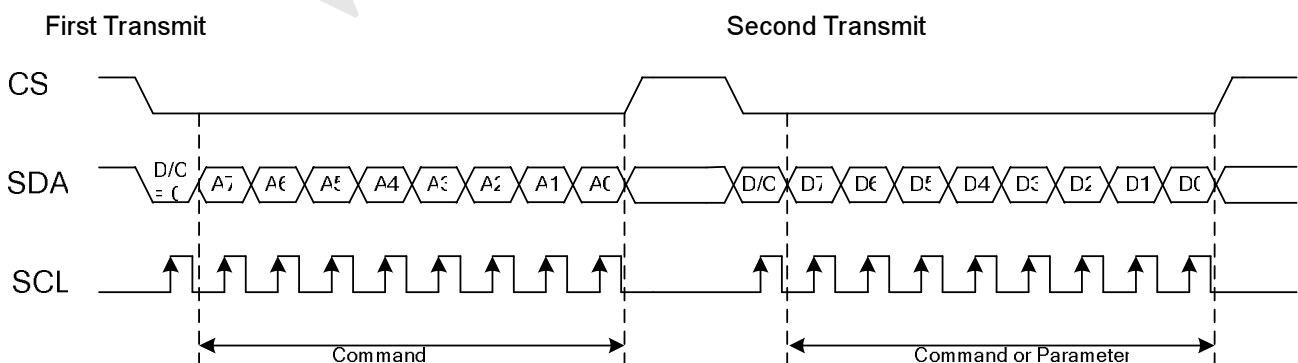 First Transmit
Second Transmit
CS
SDA
D/C
= 0
A7 A6 A5 A4 A3 A2 A1 A0
D/C D7 D6 D5 D4 D3 D2 D1 D0
SCL
Command
Command or Parameter